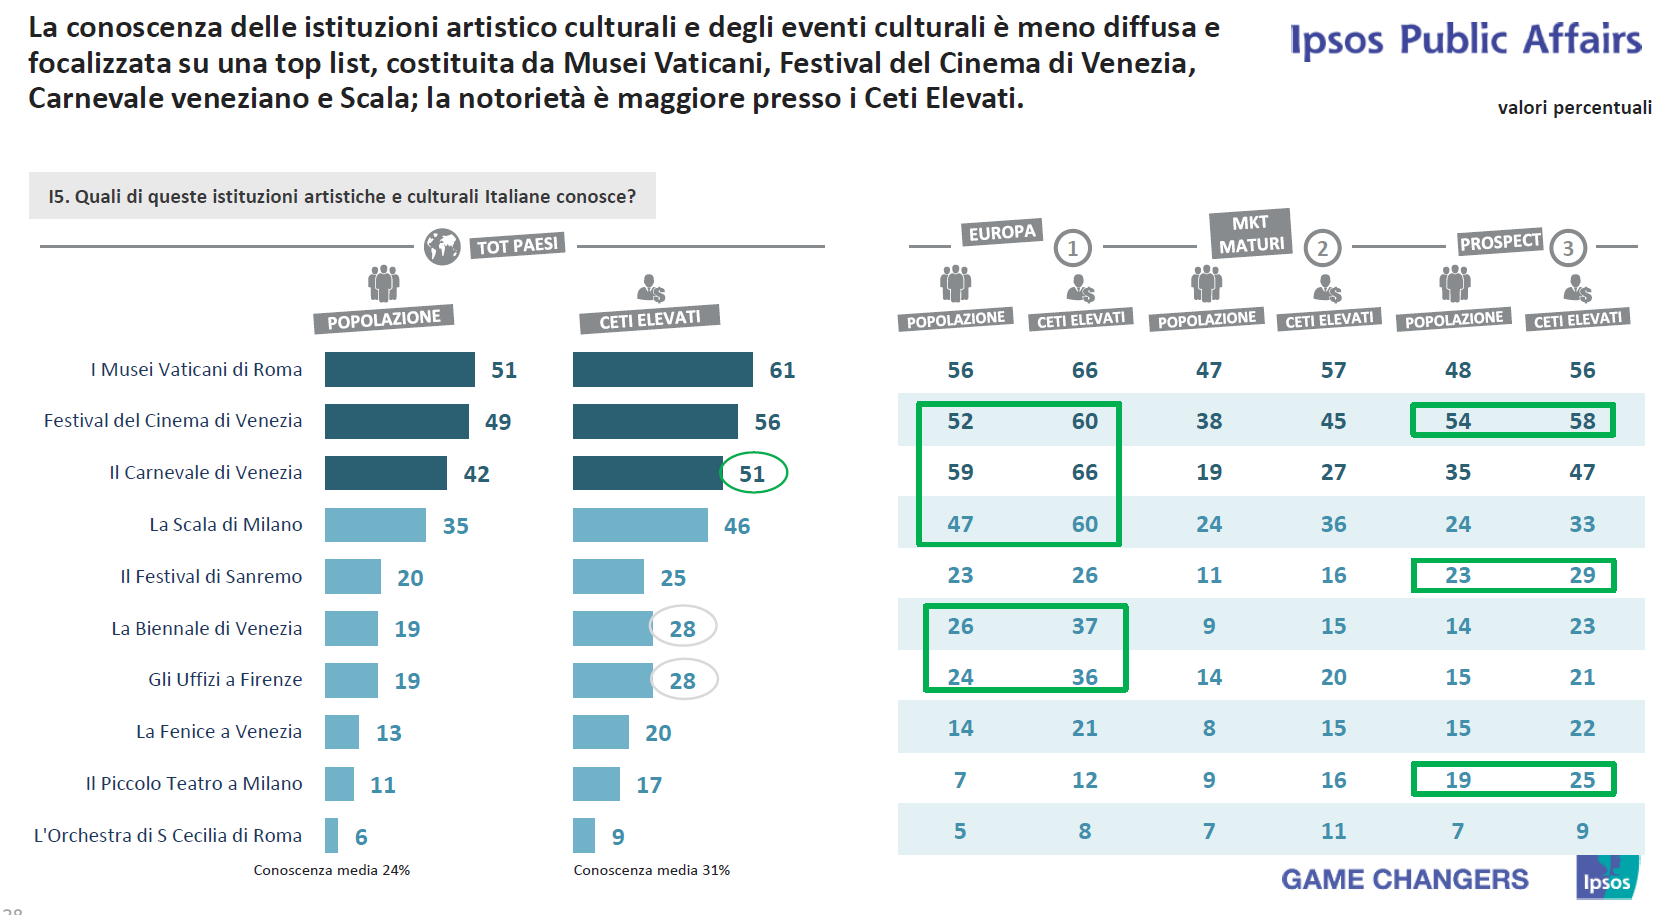 La conoscenza delle istituzioni artistico culturali e degli eventi culturali è meno diffusa e
focalizzata su una top list, costituita da Musei Vaticani, Festival del Cinema di Venezia,
Carnevale veneziano e Scala; la notorietà è maggiore presso i Ceti Elevati.
Ipsos Public Affairs
valori percentuali
I5. Quali di queste istituzioni artistiche e culturali Italiane conosce?
TOT PAESI
EUROPA 1
MKT
MATURI 2
PROSPECT 3
POPOLAZIONE CETI ELEVATI POPOLAZIONE CETI ELEVATI POPOLAZIONE CETI ELEVATI POPOLAZIONE CETI ELEVATI
I Musei Vaticani di Roma 51 61 56 66 47 57 48 56
Festival del Cinema di Venezia 49 56 52 60 38 45 54 58
Il Carnevale di Venezia 42 51 59 66 19 27 35 47
La Scala di Milano 35 46 47 60 24 36 24 33
Il Festival di Sanremo 20 25 23 26 11 16 23 29
La Biennale di Venezia 19 28 26 37 9 15 14 23
Gli Uffizi a Firenze 19 28 24 36 14 20 15 21
La Fenice a Venezia 13 20 14 21 8 15 15 22
Il Piccolo Teatro a Milano 11 17 7 12 9 16 19 25
L'Orchestra di S Cecilia di Roma 6 9 5 8 7 11 7 9
Conoscenza media 24% Conoscenza media 31%
GAME CHANGERS
Ipsos